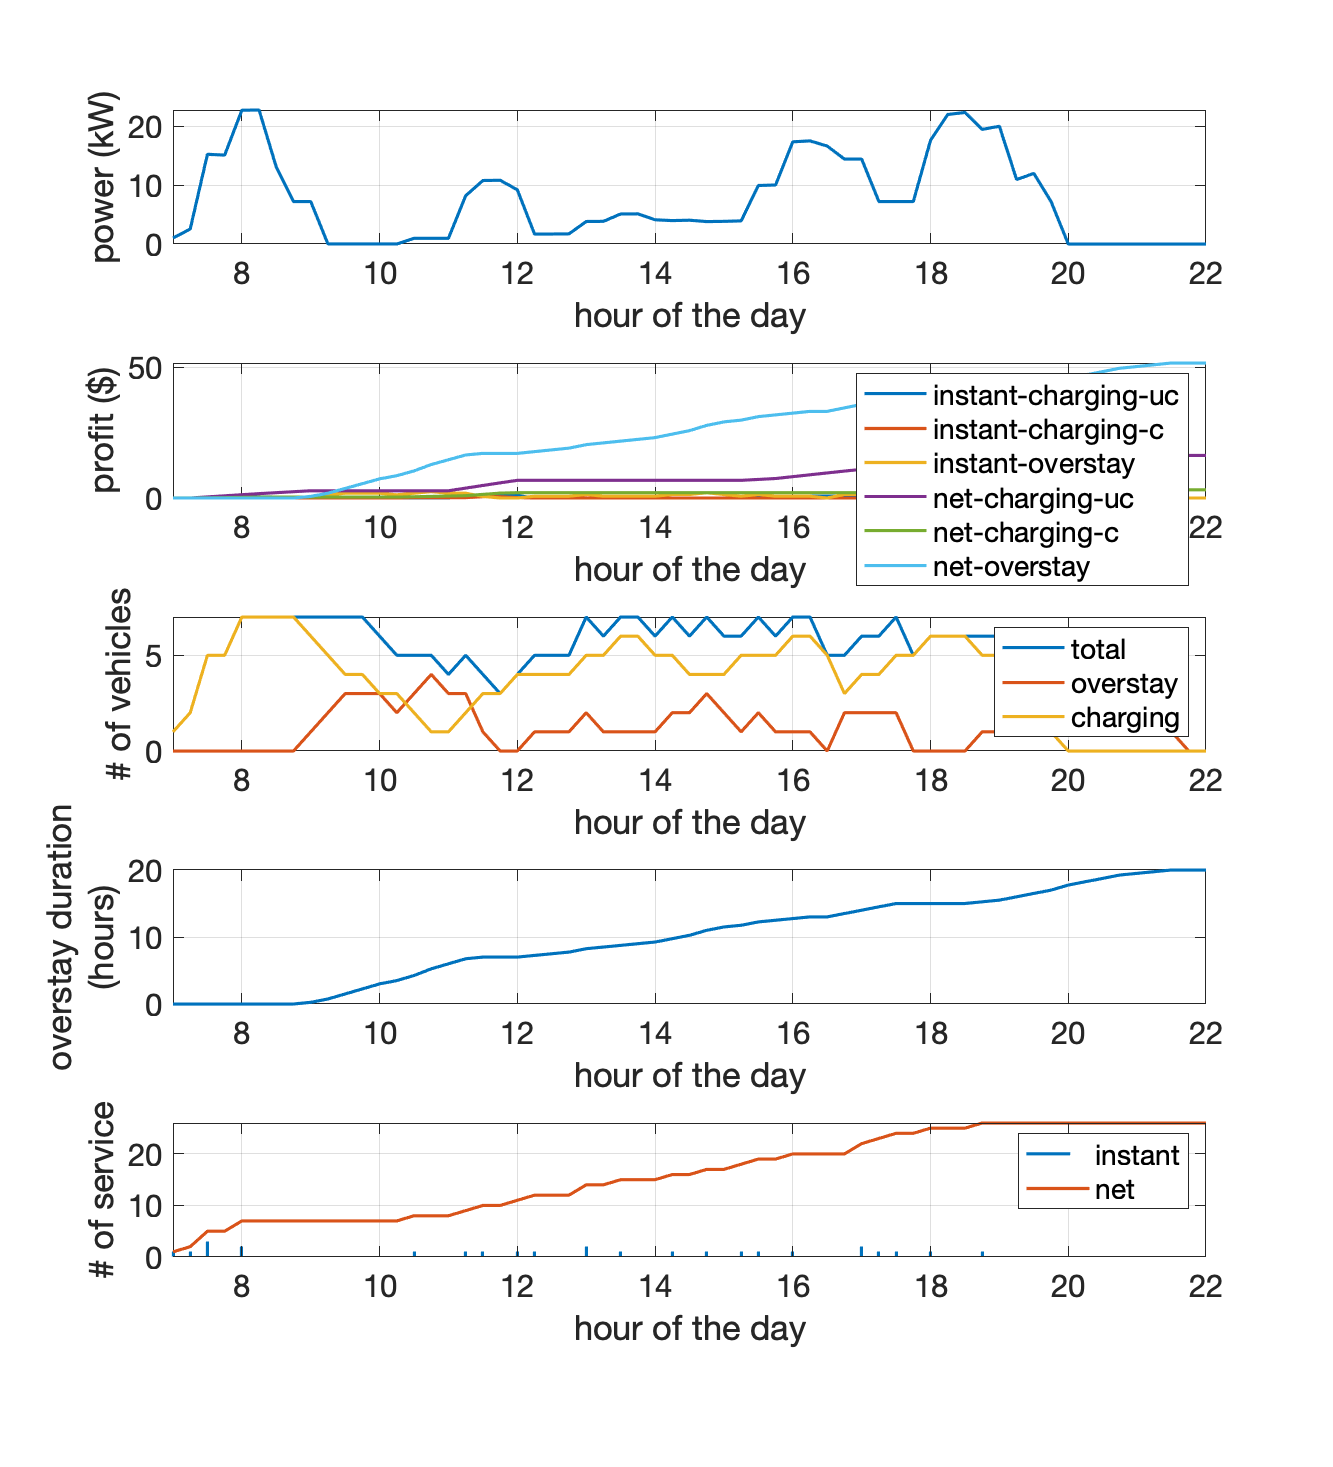 power (kW)
20
10
0
8 10 12 14 16 18 20 22
hour of the day
profit ($)
50
0
8 10 12 14 16 22
hour of the day
instant-charging-uc
instant-charging-c
instant-overstay
net-charging-uc
net-charging-c
net-overstay
# of vehicles
5
0
8 10 12 14 16 18 20 22
hour of the day
total
overstay
charging
overstay duration
(hours)
20
10
0
8 10 12 14 16 18 20 22
hour of the day
# of service
20
10
0
8 10 12 14 16 18 20 22
hour of the day
instant
net